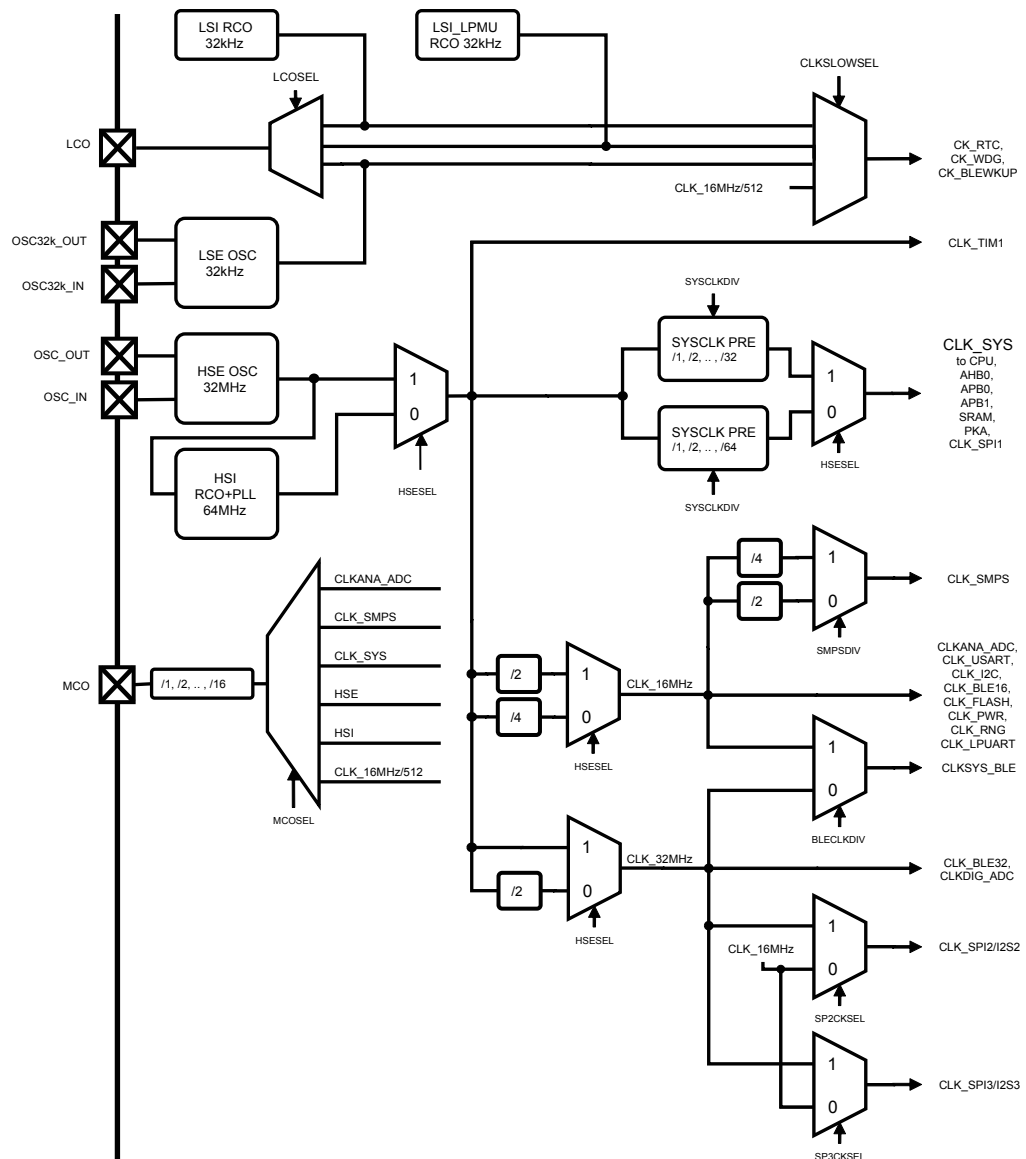 LSI RCO
32kHz
LSI_LPMU
RCO 32kHz
LCOSEL
CLKSLOWSEL
LCO
CK_RTC,
CK_WDG,
CK_BLEWKUP
CLK_16MHz/512
OSC32k_OUT
LSE OSC
32kHz
CLK_TIM1
OSC32k_IN
SYSCLKDIV
OSC_OUT
HSE OSC
32MHz
OSC_IN
1
0
SYSCLK PRE
/1, /2, .. , /32
1
0
CLK_SYS
to CPU,
AHB0,
APB0,
APB1,
SRAM,
PKA,
CLK_SPI1
SYSCLK PRE
/1, /2, .. , /64
HSI
RCO+PLL
64MHz
HSESEL
HSESEL
SYSCLKDIV
CLKANA_ADC
CLK_SMPS
CLK_SYS
HSE
HSI
CLK_16MHz/512
MCO
/1, /2, .. , /16
MCOSEL
/4
/2
1
0
CLK_SMPS
SMPSDIV
/2
/4
1
0
CLK_16MHz
HSESEL
CLKANA_ADC,
CLK_USART,
CLK_I2C,
CLK_BLE16,
CLK_FLASH,
CLK_PWR,
CLK_RNG
CLK_LPUART
1
0
CLKSYS_BLE
BLECLKDIV
1
0
/2
CLK_32MHz
HSESEL
CLK_BLE32,
CLKDIG_ADC
CLK_16MHz
1
0
CLK_SPI2/I2S2
SP2CKSEL
1
0
CLK_SPI3/I2S3
SP3CKSEL